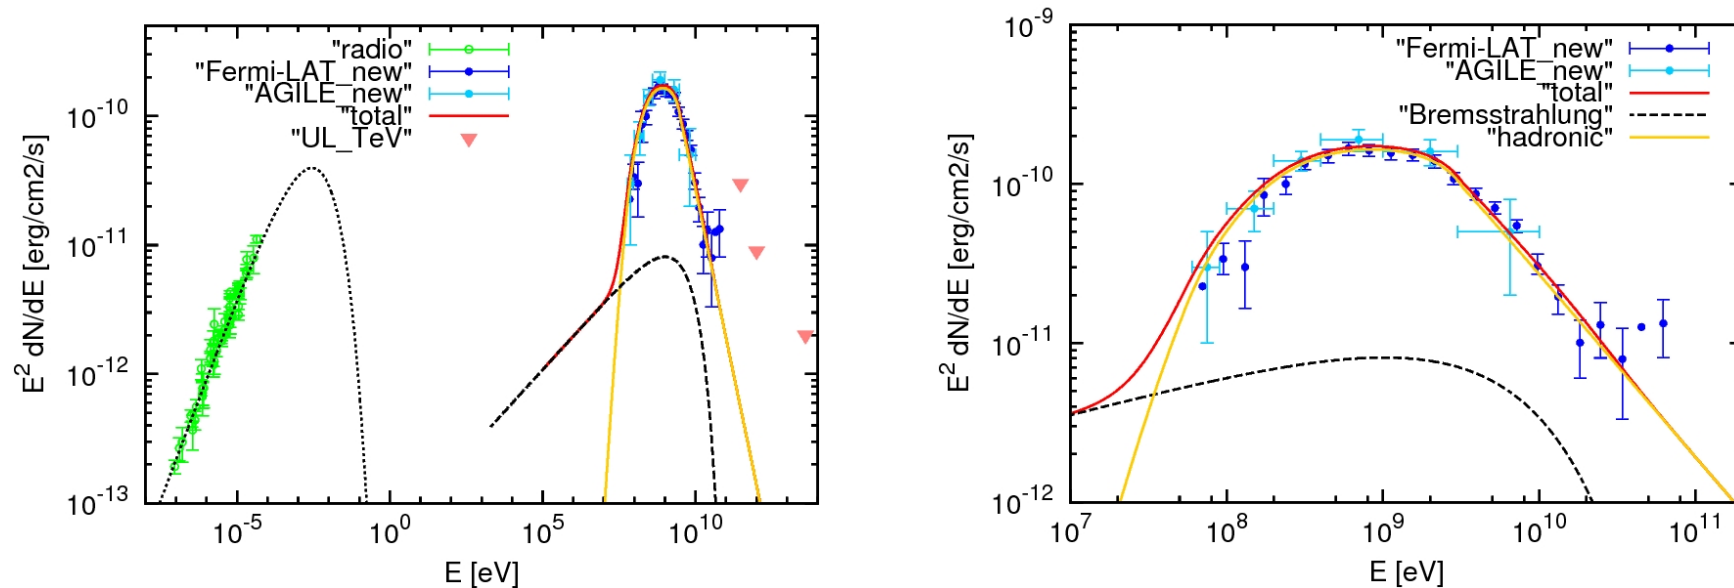 "radio"
"Fermi-LAT_new"
"AGILE_new"
"total"
"UL_TeV"
10^-10
10^-11
10^-12
10^-13
E^2 dN/dE [erg/cm2/s]
10^-5
10^0
10^5
10^10
E [eV]
"Fermi-LAT_new"
"AGILE_new"
"total"
"Bremsstrahlung"
"hadronic"
10^-9
10^-10
10^-11
10^-12
E^2 dN/dE [erg/cm2/s]
10^7
10^8
10^9
10^10
10^11
E [eV]